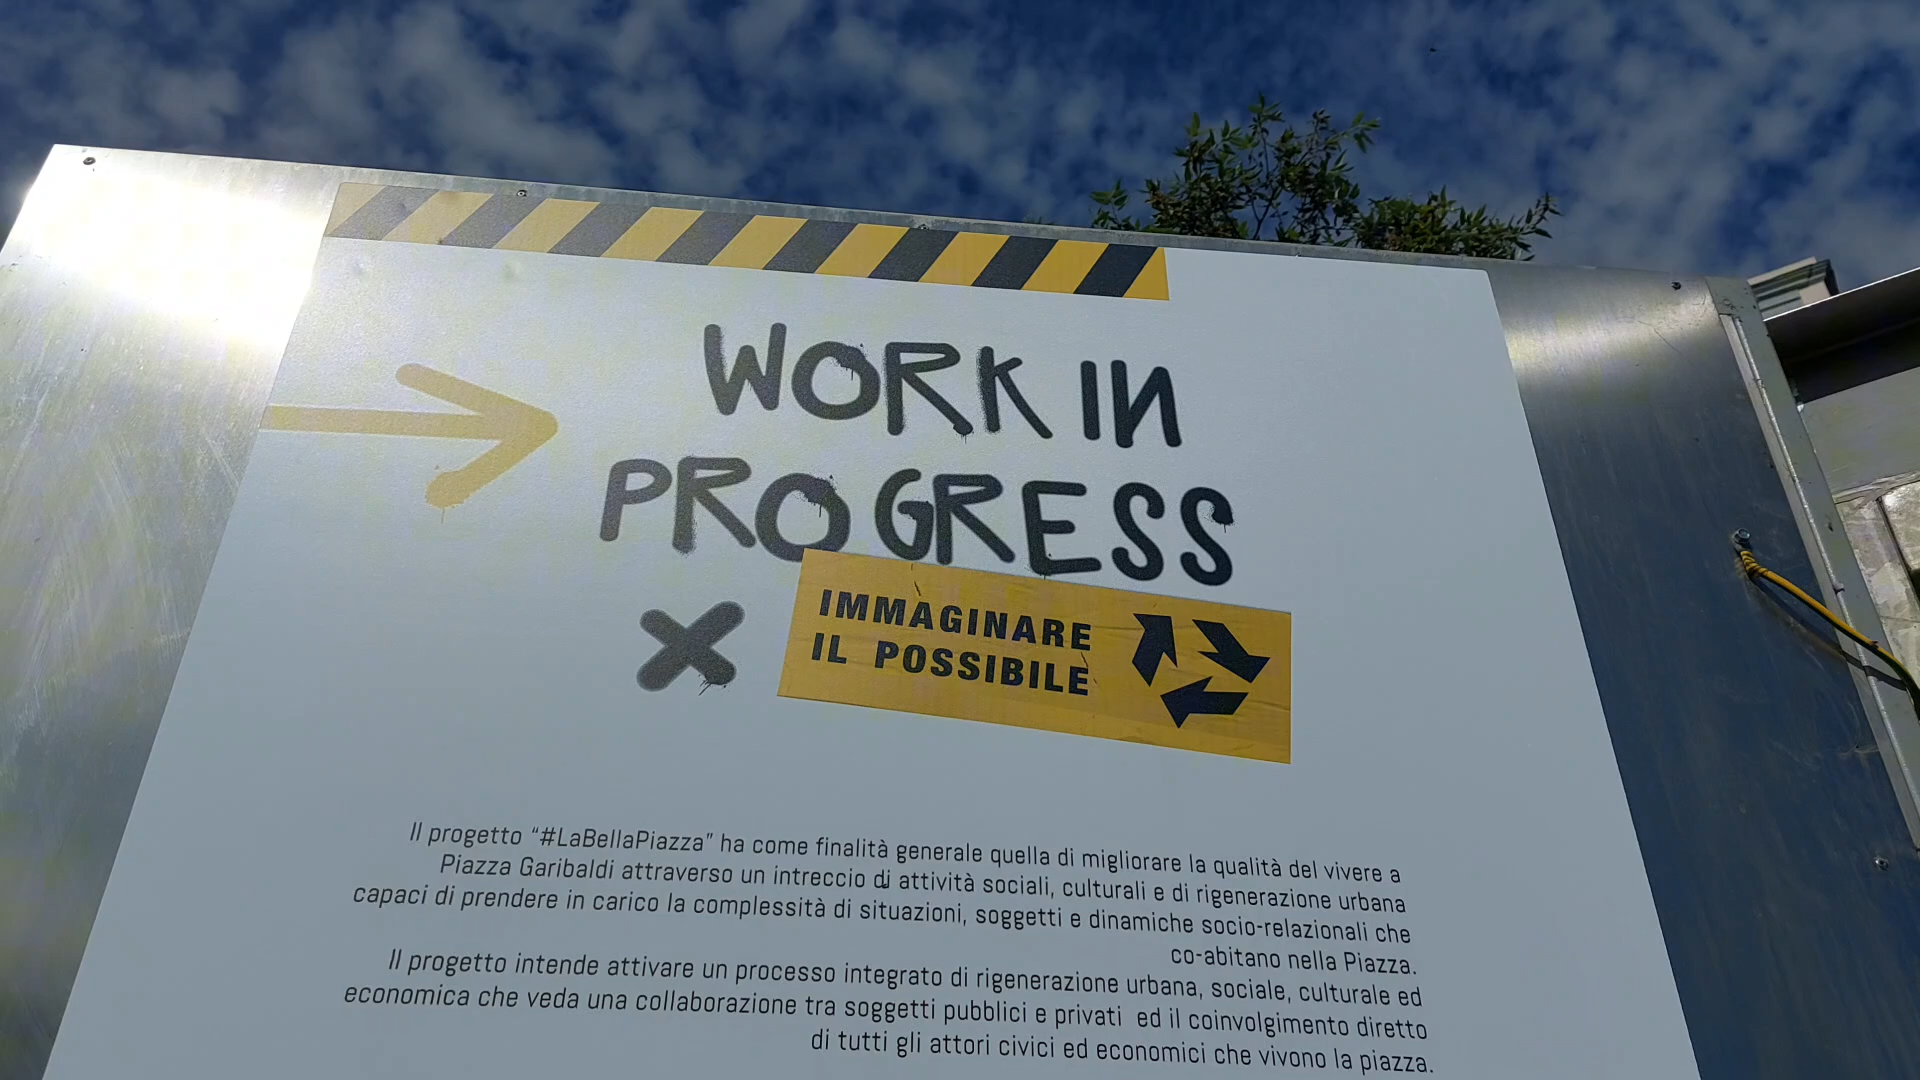 WORK IN
PROGRESS
IMMAGINARE
IL POSSIBILE
Il progetto “#LaBellaPiazza” ha come finalità generale quella di migliorare la qualità del vivere a
Piazza Garibaldi attraverso un intreccio di attività sociali, culturali e di rigenerazione urbana
capaci di prendere in carico la complessità di situazioni, soggetti e dinamiche socio-relazionali che
co-abitano nella Piazza.
Il progetto intende attivare un processo integrato di rigenerazione urbana, sociale, culturale ed
economica che veda una collaborazione tra soggetti pubblici e privati ed il coinvolgimento diretto
di tutti gli attori civici ed economici che vivono la piazza.